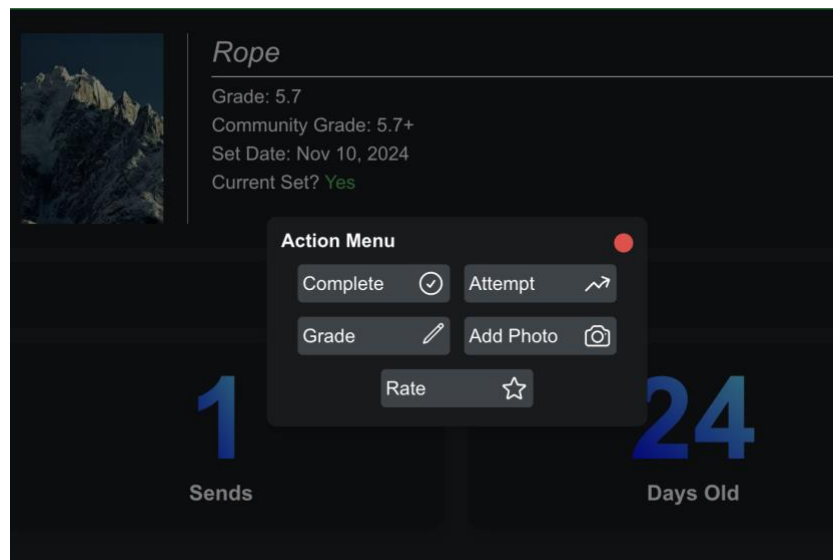 Rope
Grade: 5.7
Community Grade: 5.7+
Set Date: Nov 10, 2024
Current Set? Yes
Action Menu
Complete
Attempt
Grade
Add Photo
Rate
1
24
Sends
Days Old